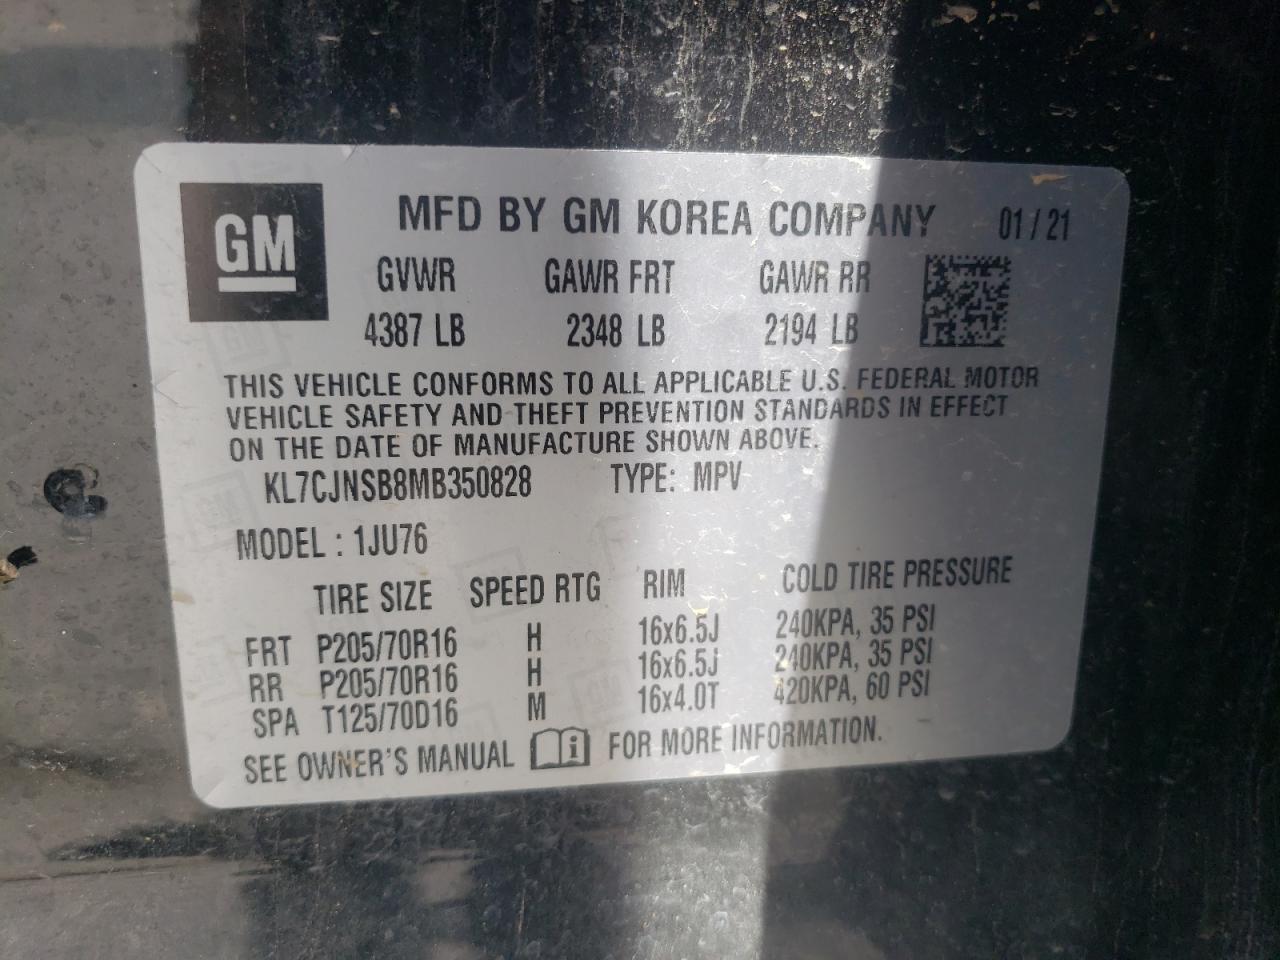 GM
MFD BY GM KOREA COMPANY 01/21
GVWR GAWR FRT GAWR RR
4387 LB 2348 LB 2194 LB
THIS VEHICLE CONFORMS TO ALL APPLICABLE U.S. FEDERAL MOTOR
VEHICLE SAFETY AND THEFT PREVENTION STANDARDS IN EFFECT
ON THE DATE OF MANUFACTURE SHOWN ABOVE.
KL7CJNSB8MB350828 TYPE: MPV
MODEL : 1JU76
TIRE SIZE SPEED RTG RIM COLD TIRE PRESSURE
FRT P205/70R16 H 16x6.5J 240KPA, 35 PSI
RR P205/70R16 H 16x6.5J 240KPA, 35 PSI
SPA T125/70D16 M 16x4.0T 420KPA, 60 PSI
SEE OWNER'S MANUAL i FOR MORE INFORMATION.